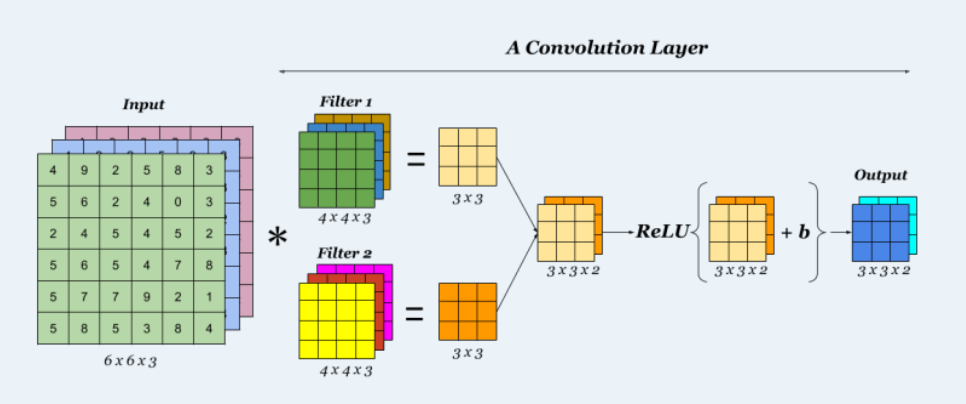 A Convolution Layer
Input
Filter 1
4 9 2 5 8 3
5 6 2 4 0 3
2 4 5 4 5 2
5 6 5 4 7 8
5 7 7 9 2 1
5 8 5 3 8 4
6 x 6 x 3
*
4 x 4 x 3
=
3 x 3
Filter 2
4 x 4 x 3
=
3 x 3
3 x 3 x 2
ReLU { 3 x 3 x 2 + b }
Output
3 x 3 x 2